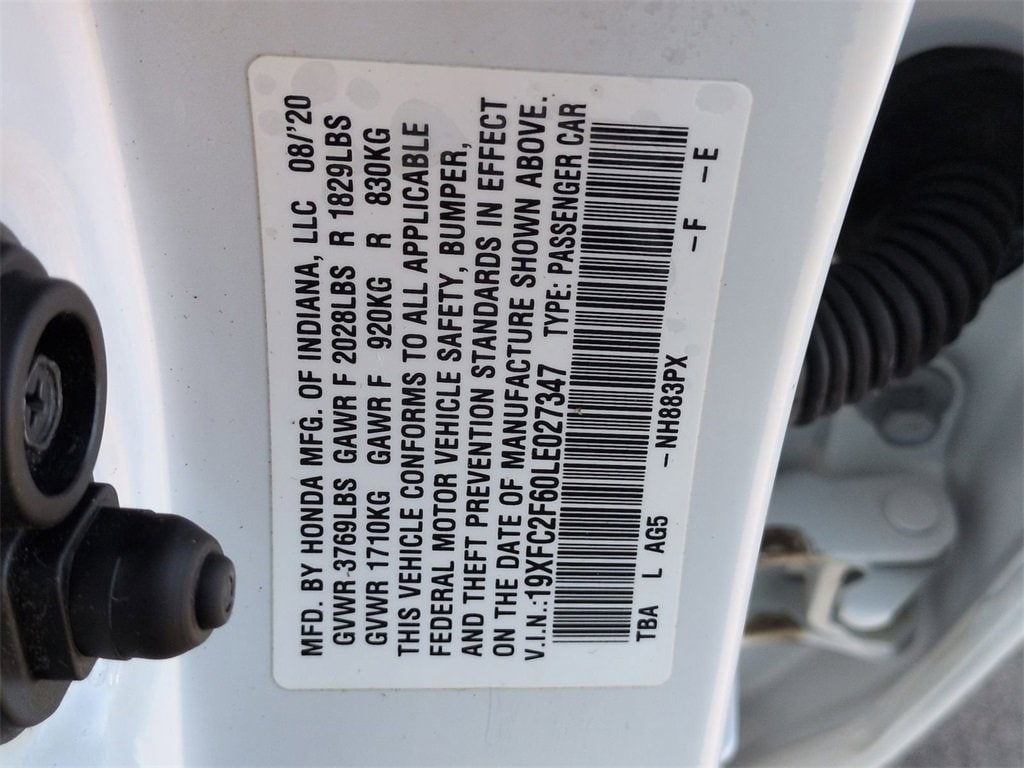 MFD. BY HONDA MFG. OF INDIANA, LLC 08/'20
GVWR 3769LBS GAWR F 2028LBS R 1829LBS
GVWR 1710KG GAWR F 920KG R 830KG
THIS VEHICLE CONFORMS TO ALL APPLICABLE
FEDERAL MOTOR VEHICLE SAFETY, BUMPER,
AND THEFT PREVENTION STANDARDS IN EFFECT
ON THE DATE OF MANUFACTURE SHOWN ABOVE.
V.I.N.:19XFC2F60LE027347 TYPE: PASSENGER CAR
TBA L AG5 -NH883PX -F -E